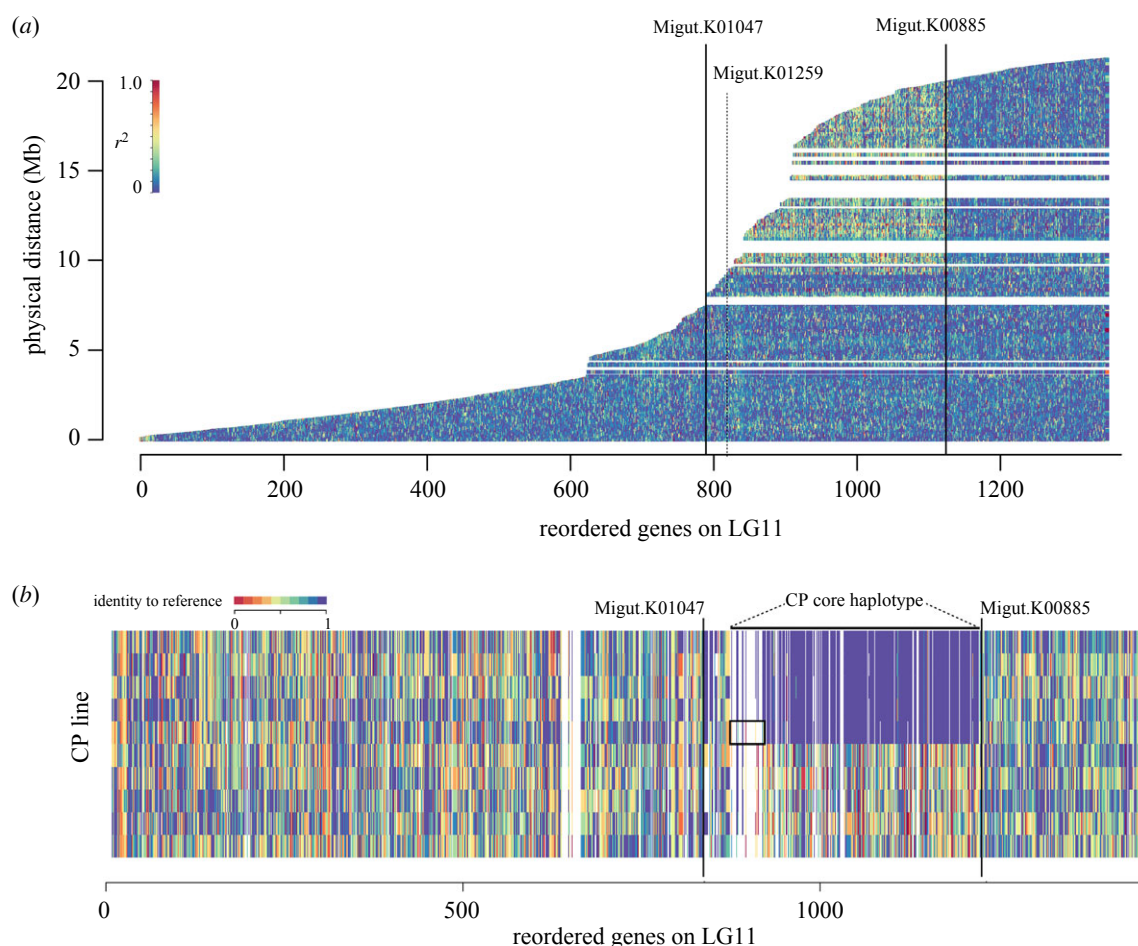 (a)
Migut.K01047
Migut.K00885
Migut.K01259
20
15
10
5
0
physical distance (Mb)
1.0
r²
0
0 200 400 600 800 1000 1200
reordered genes on LG11
(b)
identity to reference
0 1
Migut.K01047
CP core haplotype
Migut.K00885
CP line
0 500 1000
reordered genes on LG11